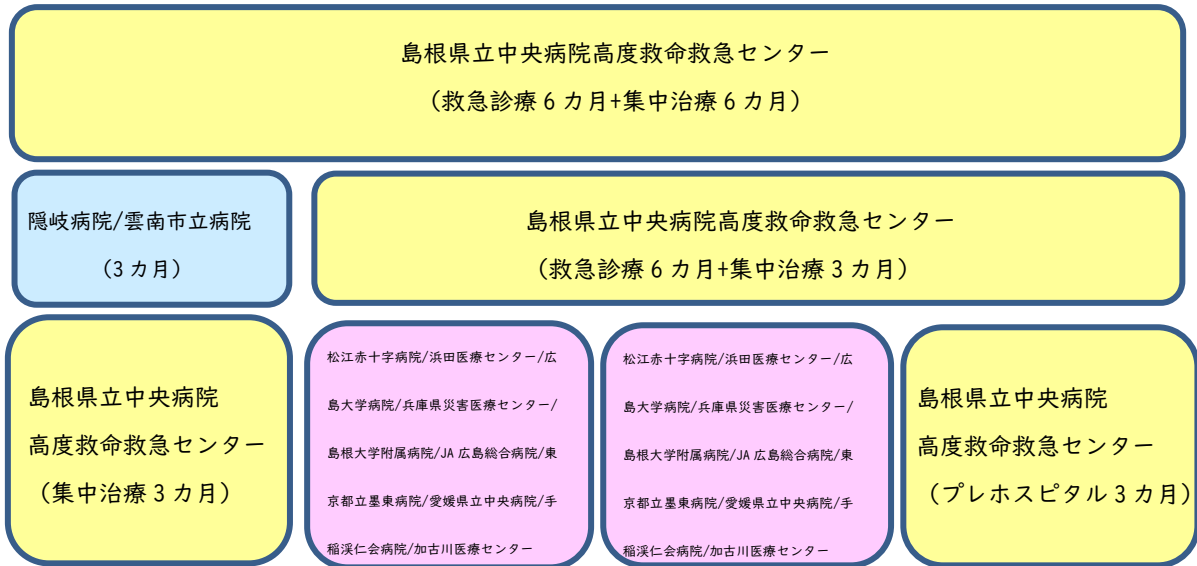 島根県立中央病院高度救命救急センター
（救急診療6カ月+集中治療6カ月）
隠岐病院/雲南市立病院
（3カ月）
島根県立中央病院高度救命救急センター
（救急診療6カ月+集中治療3カ月）
島根県立中央病院
高度救命救急センター
（集中治療3カ月）
松江赤十字病院/浜田医療センター/広
島大学病院/兵庫県災害医療センター/
島根大学附属病院/JA広島総合病院/東
京都立墨東病院/愛媛県立中央病院/手
稲渓仁会病院/加古川医療センター
松江赤十字病院/浜田医療センター/広
島大学病院/兵庫県災害医療センター/
島根大学附属病院/JA広島総合病院/東
京都立墨東病院/愛媛県立中央病院/手
稲渓仁会病院/加古川医療センター
島根県立中央病院
高度救命救急センター
（プレホスピタル3カ月）